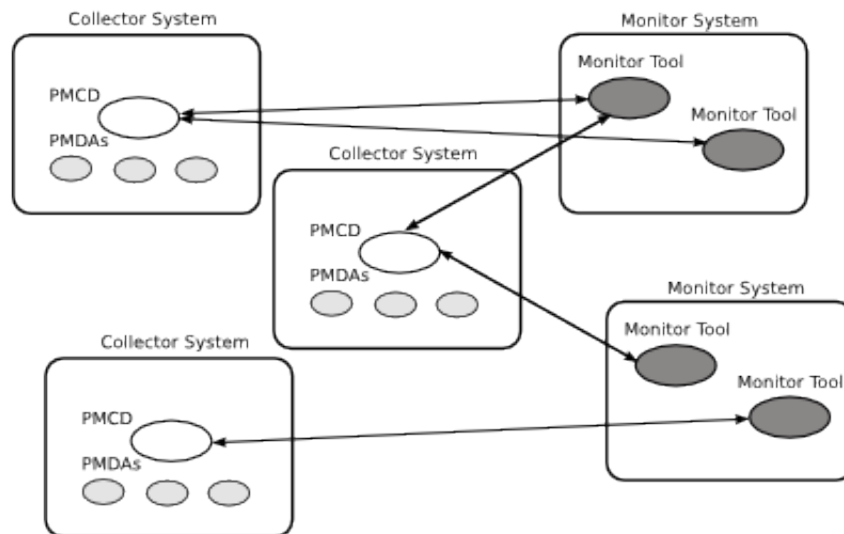 Collector System
PMCD
PMDAs
Monitor System
Monitor Tool
Monitor Tool
Collector System
PMCD
PMDAs
Monitor System
Monitor Tool
Monitor Tool
Collector System
PMCD
PMDAs